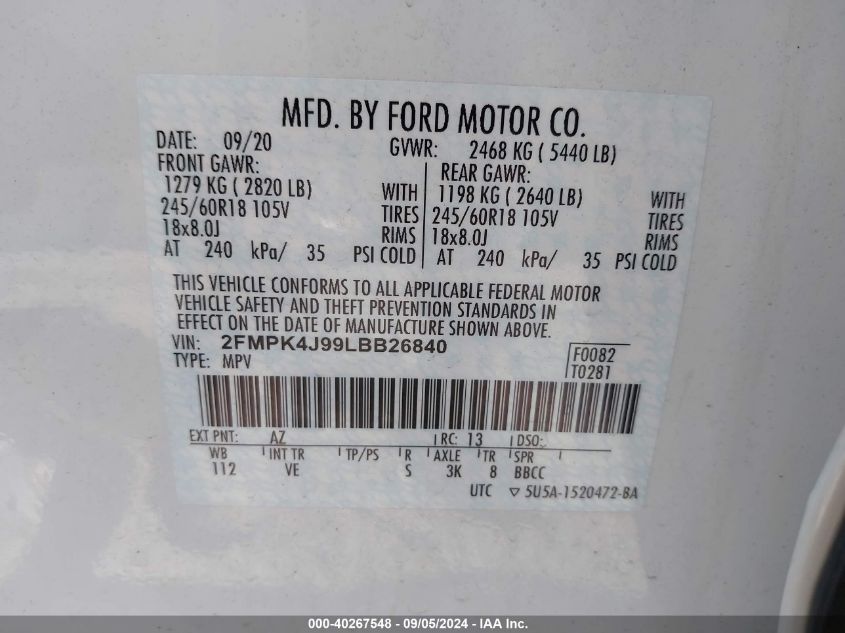 MFD. BY FORD MOTOR CO.
DATE: 09/20 GVWR: 2468 KG ( 5440 LB)
FRONT GAWR: REAR GAWR:
1279 KG ( 2820 LB) WITH 1198 KG ( 2640 LB) WITH
245/60R18 105V TIRES 245/60R18 105V TIRES
18x8.0J RIMS 18x8.0J RIMS
AT 240 kPa/ 35 PSI COLD AT 240 kPa/ 35 PSI COLD
THIS VEHICLE CONFORMS TO ALL APPLICABLE FEDERAL MOTOR
VEHICLE SAFETY AND THEFT PREVENTION STANDARDS IN
EFFECT ON THE DATE OF MANUFACTURE SHOWN ABOVE.
VIN: 2FMPK4J99LBB26840
TYPE: MPV
F0082
T0281
EXT PNT: AZ RC: 13 DSO:
WB INT TR TP/PS R AXLE TR SPR
112 VE S 3K 8 BBCC
UTC ▽ 5U5A-1520472-BA
000-40267548 - 09/05/2024 - IAA Inc.